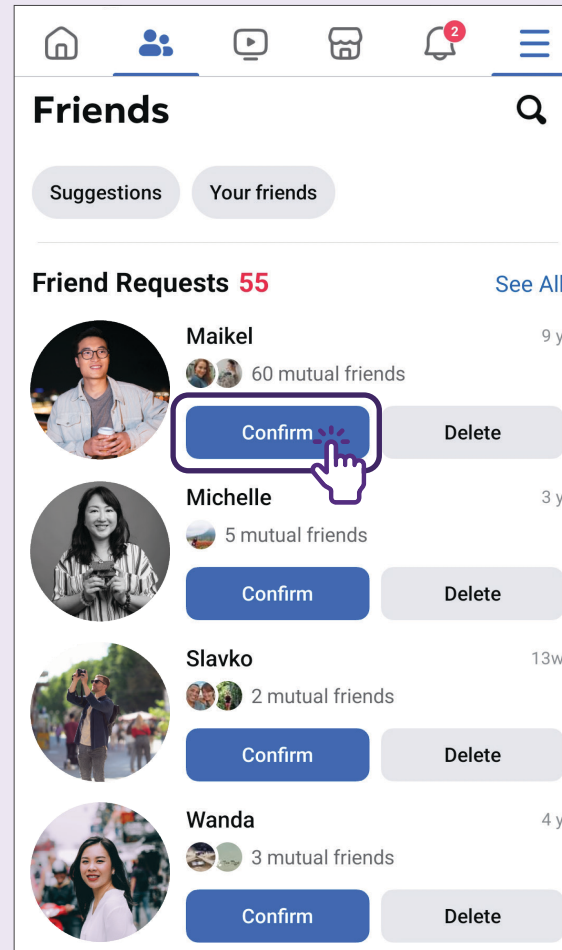 2
Friends
Suggestions Your friends
Friend Requests 55 See All
Maikel 9 y
60 mutual friends
Confirm Delete
Michelle 3 y
5 mutual friends
Confirm Delete
Slavko 13w
2 mutual friends
Confirm Delete
Wanda 4 y
3 mutual friends
Confirm Delete